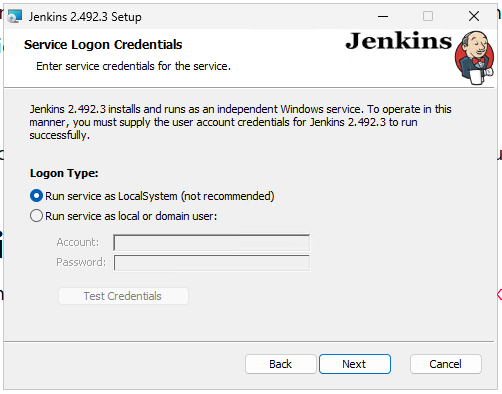 Jenkins 2.492.3 Setup
Service Logon Credentials
Jenkins
Enter service credentials for the service.
Jenkins 2.492.3 installs and runs as an independent Windows service. To operate in this
manner, you must supply the user account credentials for Jenkins 2.492.3 to run
successfully.
Logon Type:
Run service as LocalSystem (not recommended)
Run service as local or domain user:
Account:
Password:
Test Credentials
Back
Next
Cancel